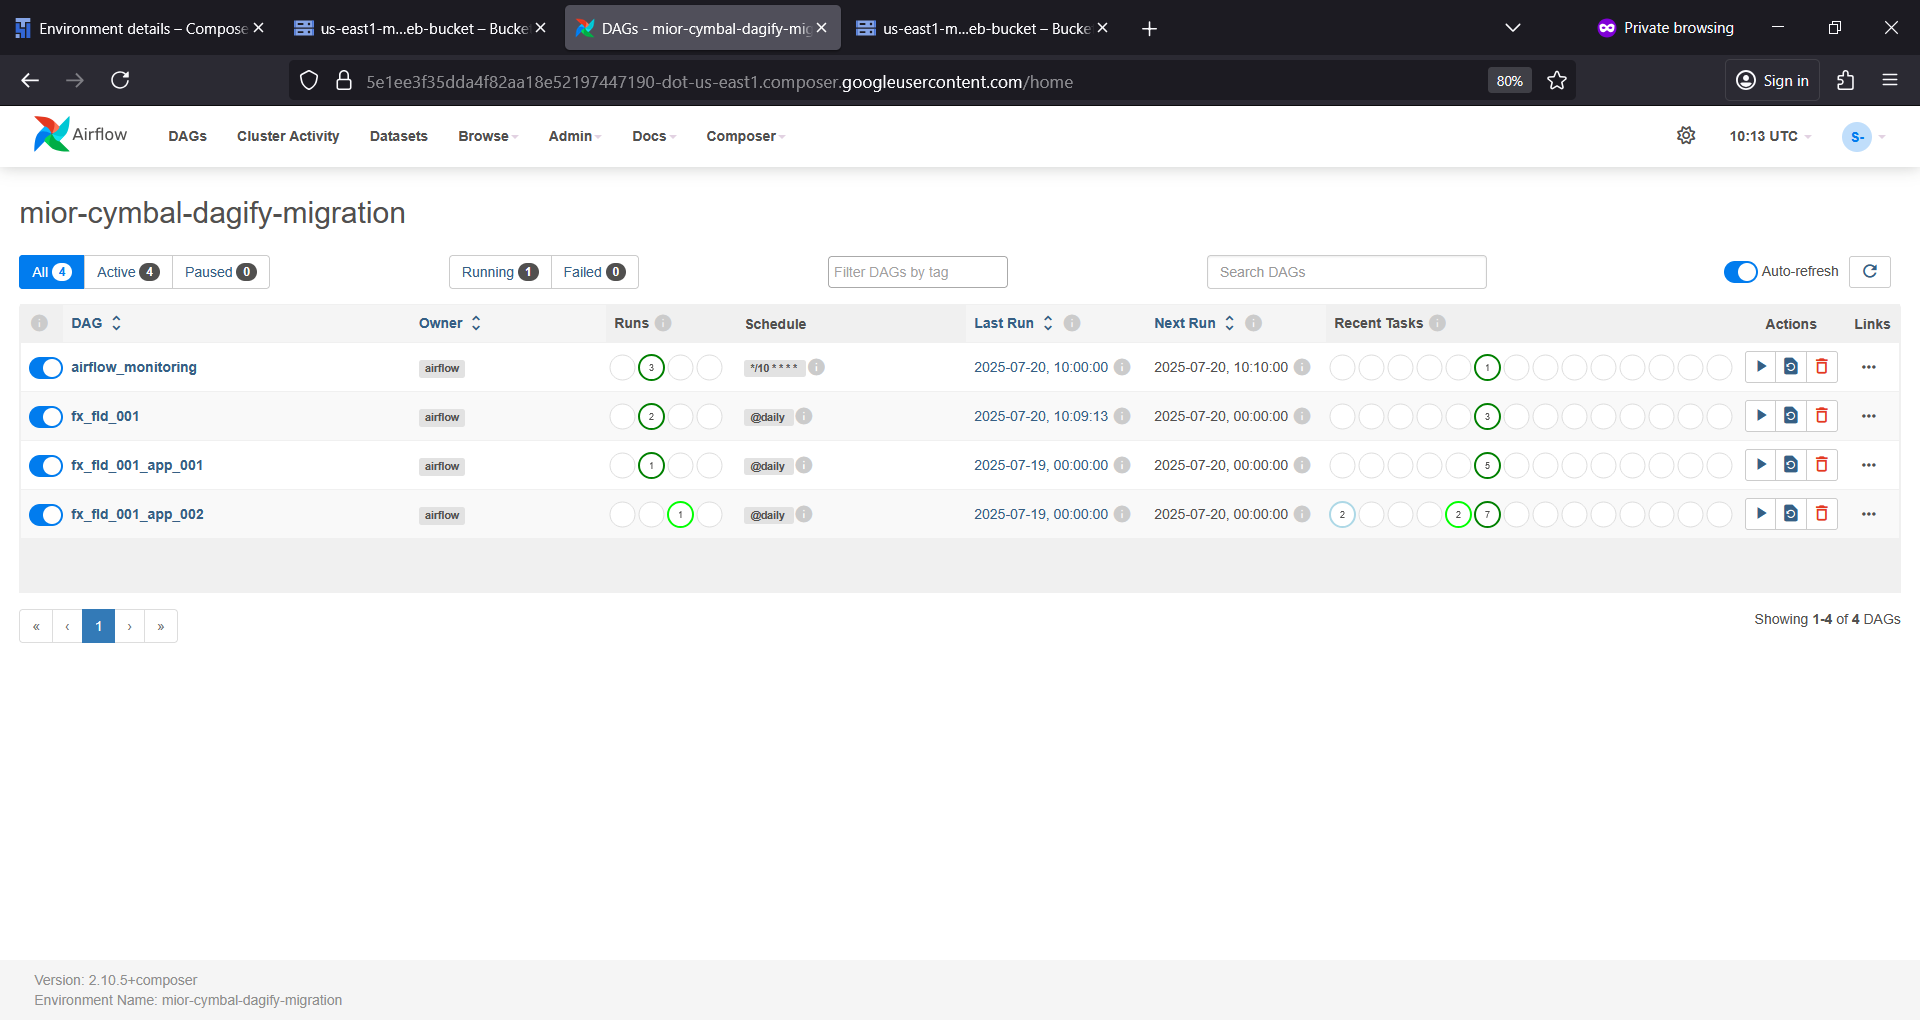 Environment details – Compose
us-east1-m...eb-bucket – Bucke
DAGs - mior-cymbal-dagify-mig
us-east1-m...eb-bucket – Bucke
Private browsing
5e1ee3f35dda4f82aa18e52197447190-dot-us-east1.composer.googleusercontent.com/home
80%
Sign in
Airflow DAGs Cluster Activity Datasets Browse Admin Docs Composer 10:13 UTC S-
mior-cymbal-dagify-migration
All 4 Active 4 Paused 0 Running 1 Failed 0 Filter DAGs by tag Search DAGs Auto-refresh
i DAG Owner Runs i Schedule Last Run i Next Run i Recent Tasks i Actions Links
airflow_monitoring airflow 3 */10 * * * * i 2025-07-20, 10:00:00 i 2025-07-20, 10:10:00 i 1 ...
fx_fld_001 airflow 2 @daily i 2025-07-20, 10:09:13 i 2025-07-20, 00:00:00 i 3 ...
fx_fld_001_app_001 airflow 1 @daily i 2025-07-19, 00:00:00 i 2025-07-20, 00:00:00 i 5 ...
fx_fld_001_app_002 airflow 1 @daily i 2025-07-19, 00:00:00 i 2025-07-20, 00:00:00 i 2 2 7 ...
« ‹ 1 › »
Showing 1-4 of 4 DAGs
Version: 2.10.5+composer
Environment Name: mior-cymbal-dagify-migration